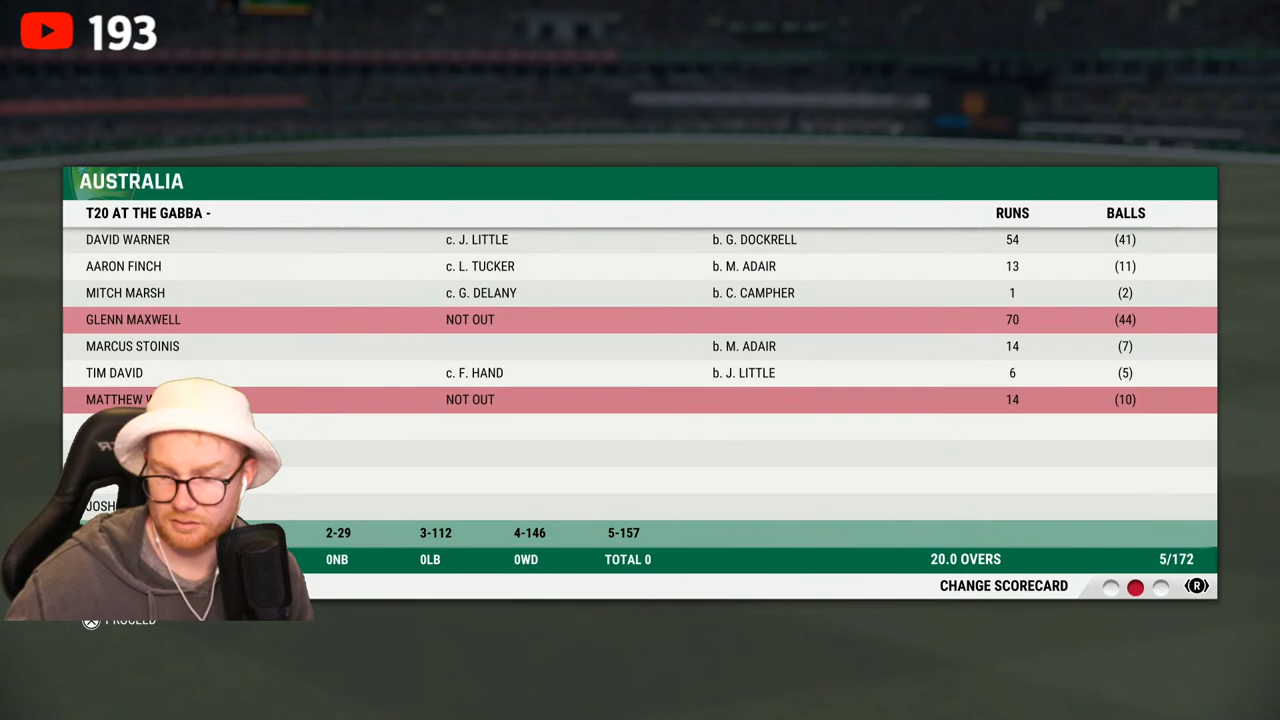 193
AUSTRALIA
T20 AT THE GABBA - RUNS BALLS
DAVID WARNER c. J. LITTLE b. G. DOCKRELL 54 (41)
AARON FINCH c. L. TUCKER b. M. ADAIR 13 (11)
MITCH MARSH c. G. DELANY b. C. CAMPHER 1 (2)
GLENN MAXWELL NOT OUT 70 (44)
MARCUS STOINIS b. M. ADAIR 14 (7)
TIM DAVID c. F. HAND b. J. LITTLE 6 (5)
MATTHEW NOT OUT 14 (10)
JOSH
2-29 3-112 4-146 5-157
0NB 0LB 0WD TOTAL 0 20.0 OVERS 5/172
CHANGE SCORECARD R
PROCEED